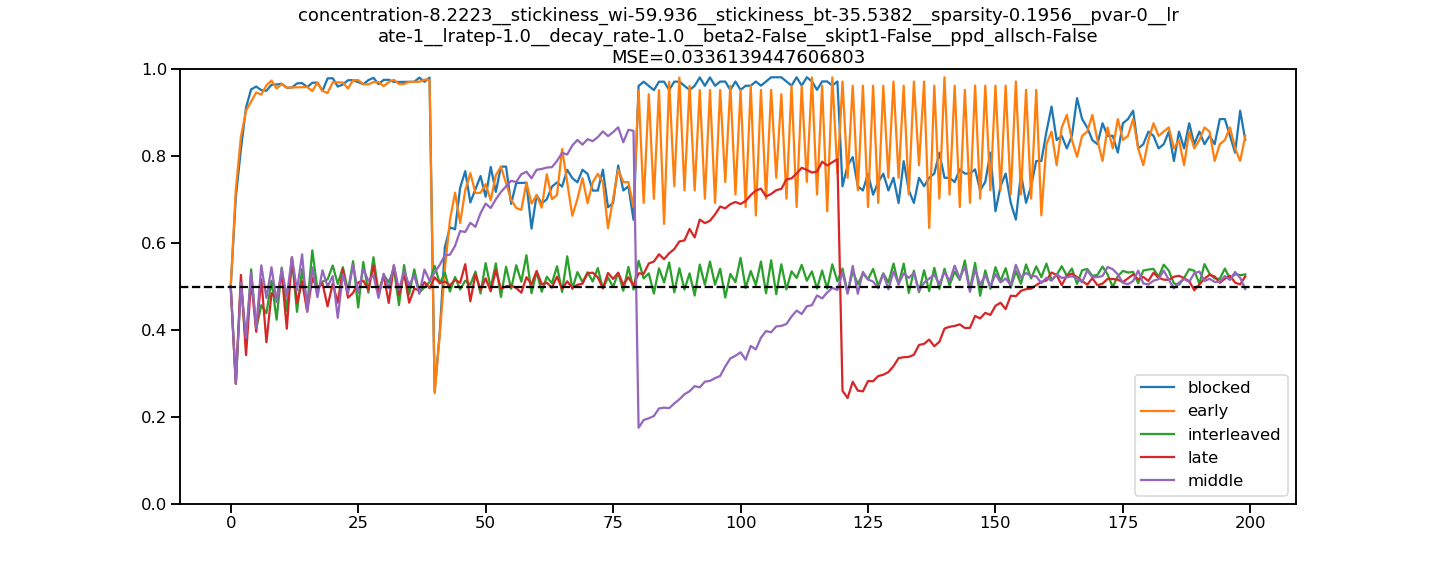 concentration-8.2223__stickiness_wi-59.936__stickiness_bt-35.5382__sparsity-0.1956__pvar-0__lr
ate-1__lratep-1.0__decay_rate-1.0__beta2-False__skipt1-False__ppd_allsch-False
MSE=0.0336139447606803
1.0
0.8
0.6
0.4
0.2
0.0
0 25 50 75 100 125 150 175 200
blocked
early
interleaved
late
middle